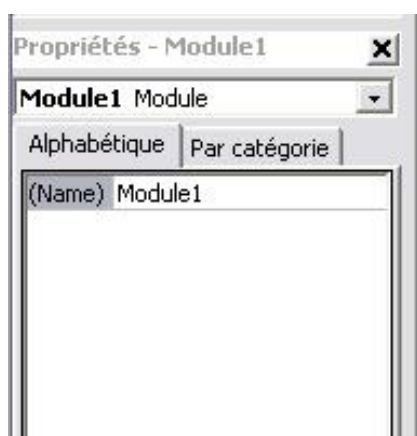 Propriétés - Module1
Module1 Module
Alphabétique Par catégorie
(Name) Module1